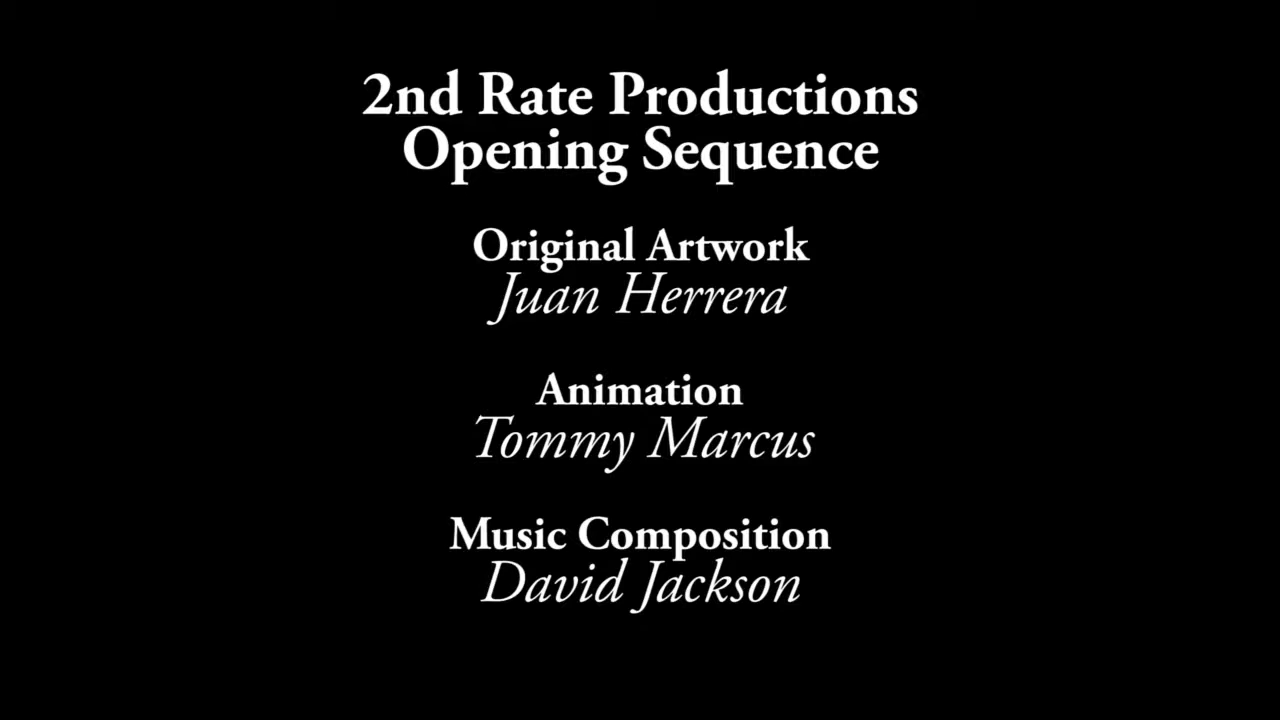 2nd Rate Productions
Opening Sequence
Original Artwork
Juan Herrera
Animation
Tommy Marcus
Music Composition
David Jackson